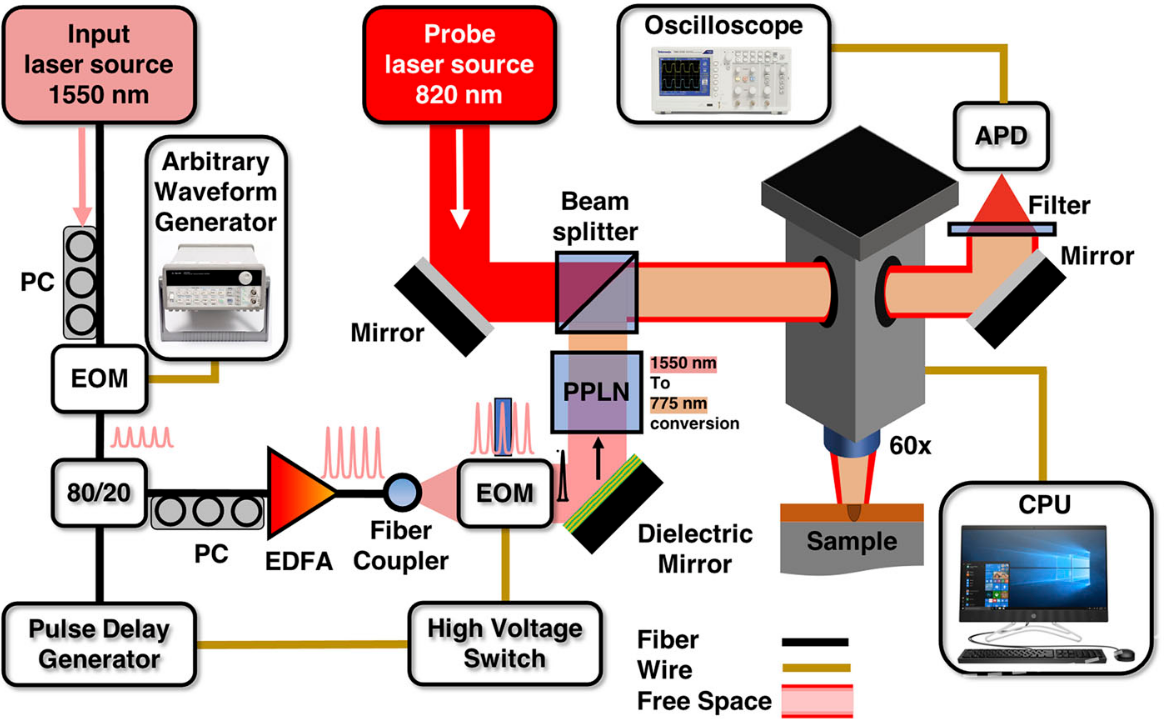 Input
laser source
1550 nm
Probe
laser source
820 nm
Oscilloscope
APD
Arbitrary
Waveform
Generator
Beam
splitter
Filter
Mirror
PC
Mirror
EOM
PPLN
1550 nm
To
775 nm
conversion
60x
80/20
EOM
CPU
PC
EDFA
Fiber
Coupler
Dielectric
Mirror
Sample
Pulse Delay
Generator
High Voltage
Switch
Fiber
Wire
Free Space